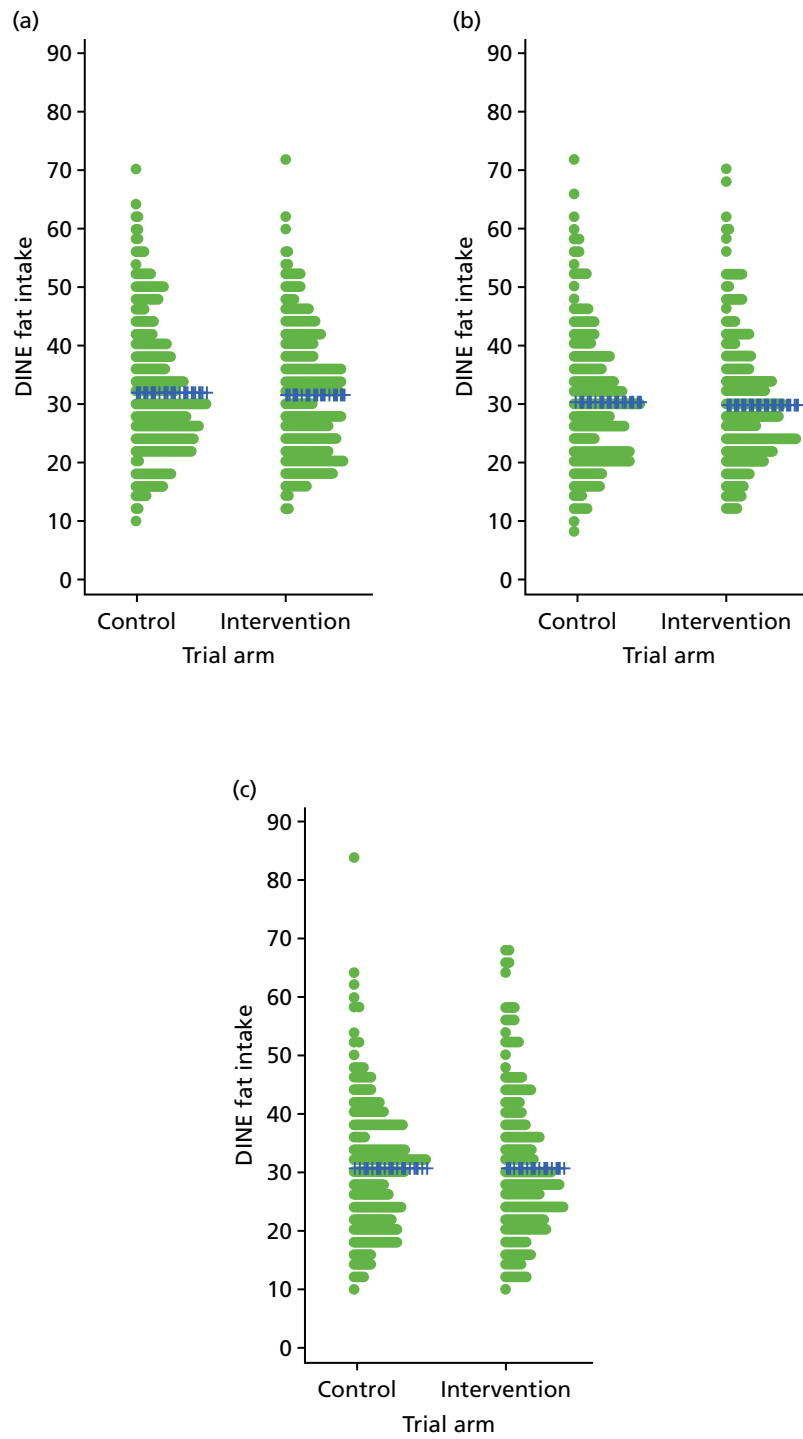 (a)
90
80
70
60
50
40
30
20
10
0
DINE fat intake
Control Intervention
Trial arm
(b)
90
80
70
60
50
40
30
20
10
0
DINE fat intake
Control Intervention
Trial arm
(c)
90
80
70
60
50
40
30
20
10
0
DINE fat intake
Control Intervention
Trial arm